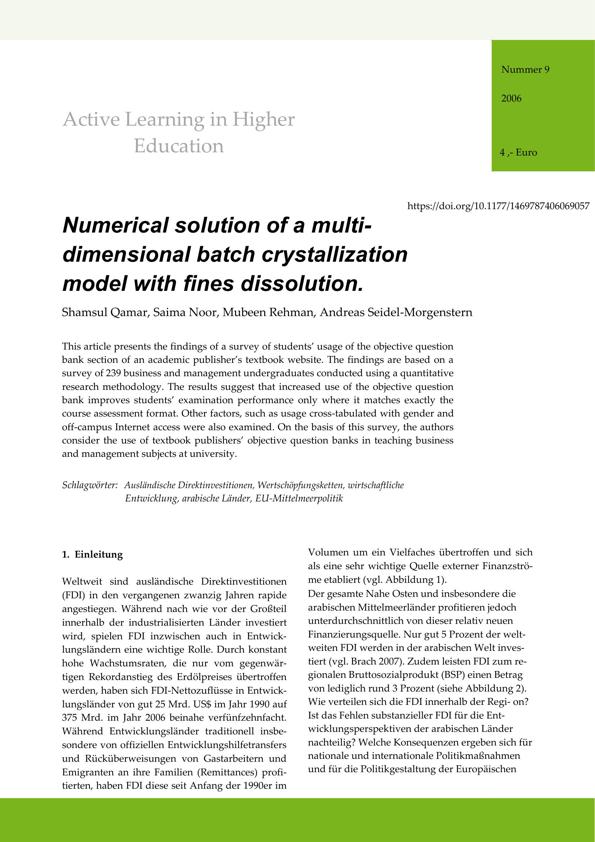 Nummer 9
2006
4 ,- Euro
Active Learning in Higher
Education
https://doi.org/10.1177/1469787406069057
Numerical solution of a multi-
dimensional batch crystallization
model with fines dissolution.
Shamsul Qamar, Saima Noor, Mubeen Rehman, Andreas Seidel-Morgenstern
This article presents the findings of a survey of students’ usage of the objective question
bank section of an academic publisher’s textbook website. The findings are based on a
survey of 239 business and management undergraduates conducted using a quantitative
research methodology. The results suggest that increased use of the objective question
bank improves students’ examination performance only where it matches exactly the
course assessment format. Other factors, such as usage cross-tabulated with gender and
off-campus Internet access were also examined. On the basis of this survey, the authors
consider the use of textbook publishers’ objective question banks in teaching business
and management subjects at university.
Schlagwörter: Ausländische Direktinvestitionen, Wertschöpfungsketten, wirtschaftliche
Entwicklung, arabische Länder, EU-Mittelmeerpolitik
1. Einleitung
Weltweit sind ausländische Direktinvestitionen
(FDI) in den vergangenen zwanzig Jahren rapide
angestiegen. Während nach wie vor der Großteil
innerhalb der industrialisierten Länder investiert
wird, spielen FDI inzwischen auch in Entwick-
lungsländern eine wichtige Rolle. Durch konstant
hohe Wachstumsraten, die nur vom gegenwär-
tigen Rekordanstieg des Erdölpreises übertroffen
werden, haben sich FDI-Nettozuflüsse in Entwick-
lungsländer von gut 25 Mrd. US$ im Jahr 1990 auf
375 Mrd. im Jahr 2006 beinahe verfünfzehnfacht.
Während Entwicklungsländer traditionell insbe-
sondere von offiziellen Entwicklungshilfetransfers
und Rücküberweisungen von Gastarbeitern und
Emigranten an ihre Familien (Remittances) profi-
tierten, haben FDI diese seit Anfang der 1990er im
Volumen um ein Vielfaches übertroffen und sich
als eine sehr wichtige Quelle externer Finanzströ-
me etabliert (vgl. Abbildung 1).
Der gesamte Nahe Osten und insbesondere die
arabischen Mittelmeerländer profitieren jedoch
unterdurchschnittlich von dieser relativ neuen
Finanzierungsquelle. Nur gut 5 Prozent der welt-
weiten FDI werden in der arabischen Welt inves-
tiert (vgl. Brach 2007). Zudem leisten FDI zum re-
gionalen Bruttosozialprodukt (BSP) einen Betrag
von lediglich rund 3 Prozent (siehe Abbildung 2).
Wie verteilen sich die FDI innerhalb der Regi- on?
Ist das Fehlen substanzieller FDI für die Ent-
wicklungsperspektiven der arabischen Länder
nachteilig? Welche Konsequenzen ergeben sich für
nationale und internationale Politikmaßnahmen
und für die Politikgestaltung der Europäischen